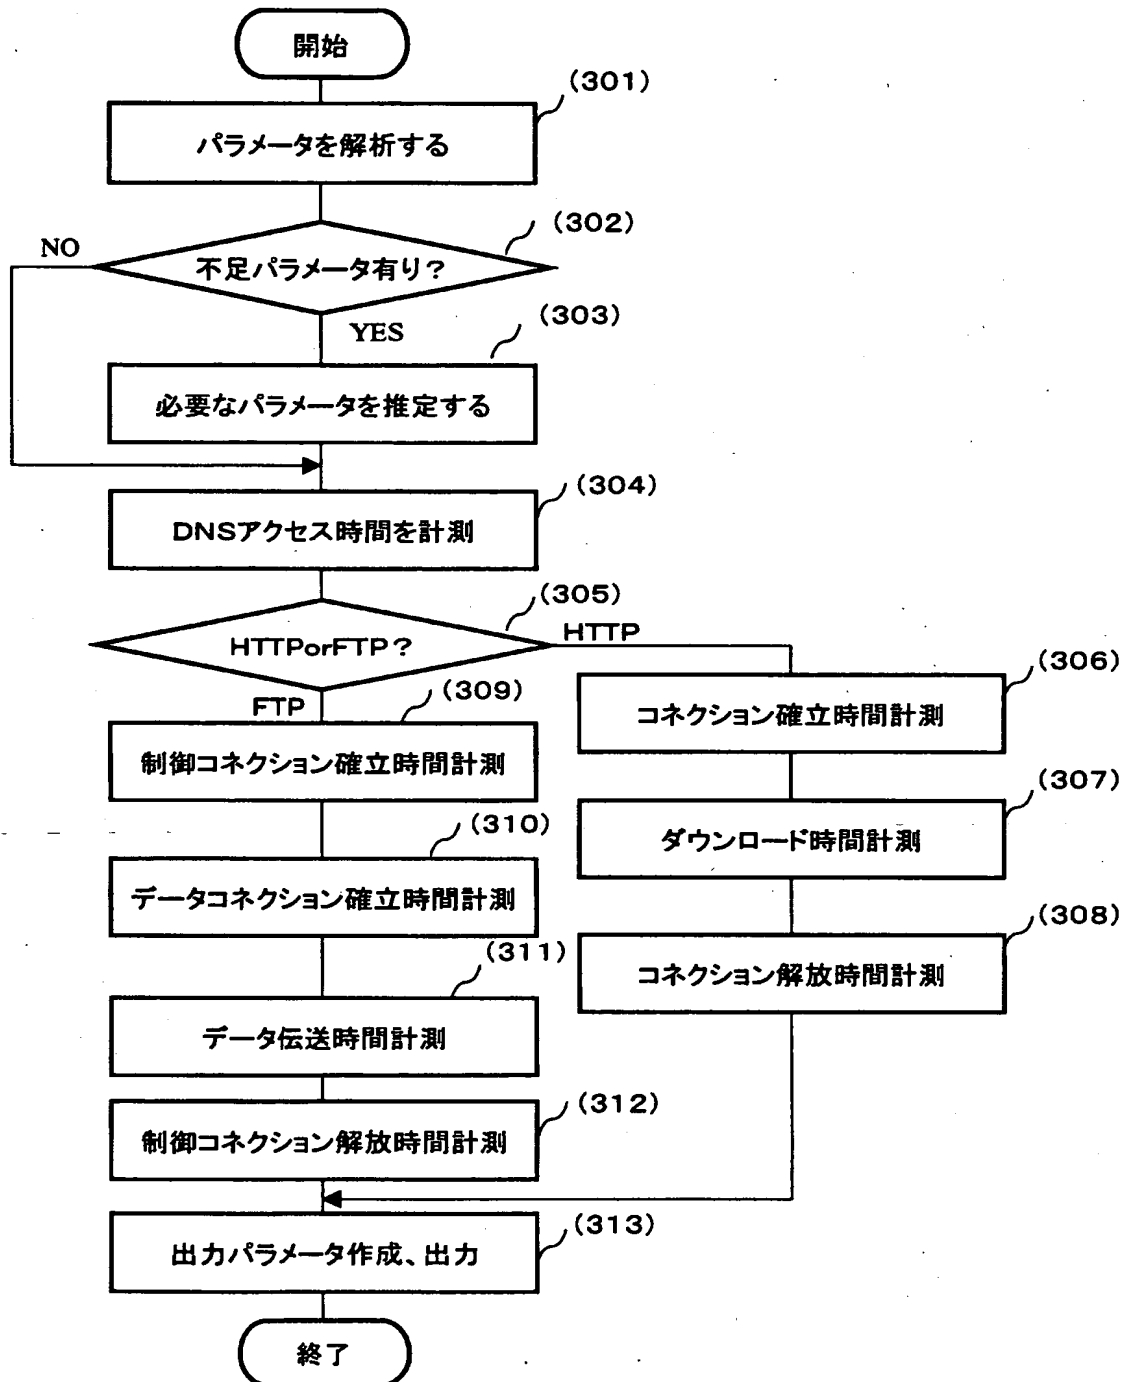 開始
(301)
パラメータを解析する
(302)
NO
不足パラメータ有り?
YES
(303)
必要なパラメータを推定する
(304)
DNSアクセス時間を計測
(305)
HTTPorFTP?
HTTP
FTP
(306)
コネクション確立時間計測
(309)
制御コネクション確立時間計測
(307)
ダウンロード時間計測
(310)
データコネクション確立時間計測
(308)
コネクション解放時間計測
(311)
データ伝送時間計測
(312)
制御コネクション解放時間計測
(313)
出力パラメータ作成、出力
終了